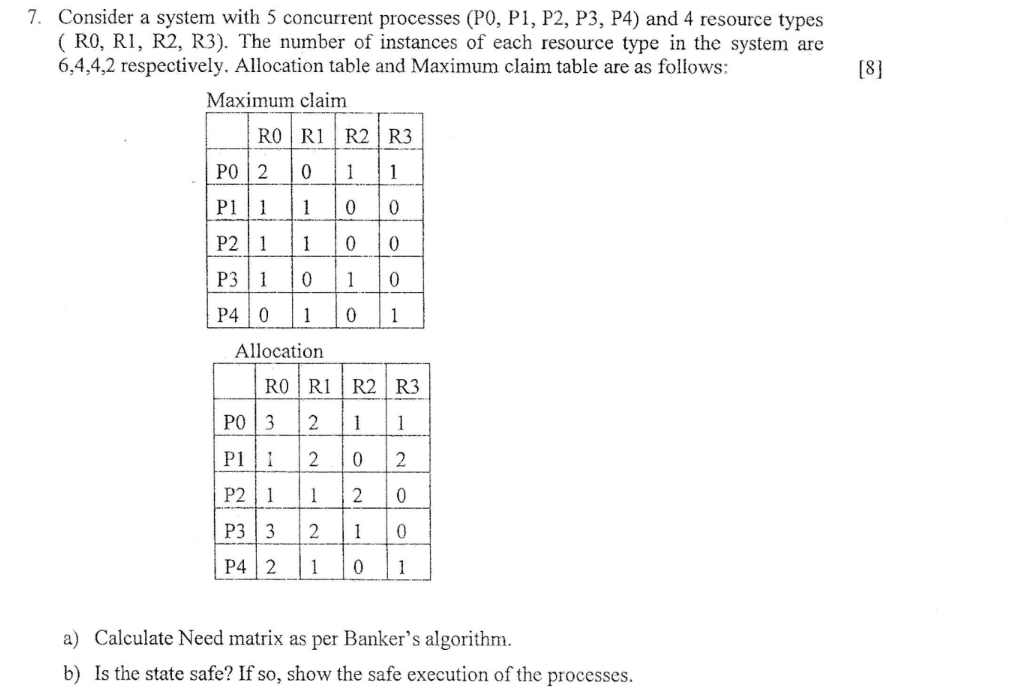 7. Consider a system with 5 concurrent processes (P0, P1, P2, P3, P4) and 4 resource types
( R0, R1, R2, R3). The number of instances of each resource type in the system are
6,4,4,2 respectively. Allocation table and Maximum claim table are as follows: [8]
Maximum claim
R0 R1 R2 R3
P0 2 0 1 1
P1 1 1 0 0
P2 1 1 0 0
P3 1 0 1 0
P4 0 1 0 1
Allocation
R0 R1 R2 R3
P0 3 2 1 1
P1 1 2 0 2
P2 1 1 2 0
P3 3 2 1 0
P4 2 1 0 1
a) Calculate Need matrix as per Banker's algorithm.
b) Is the state safe? If so, show the safe execution of the processes.